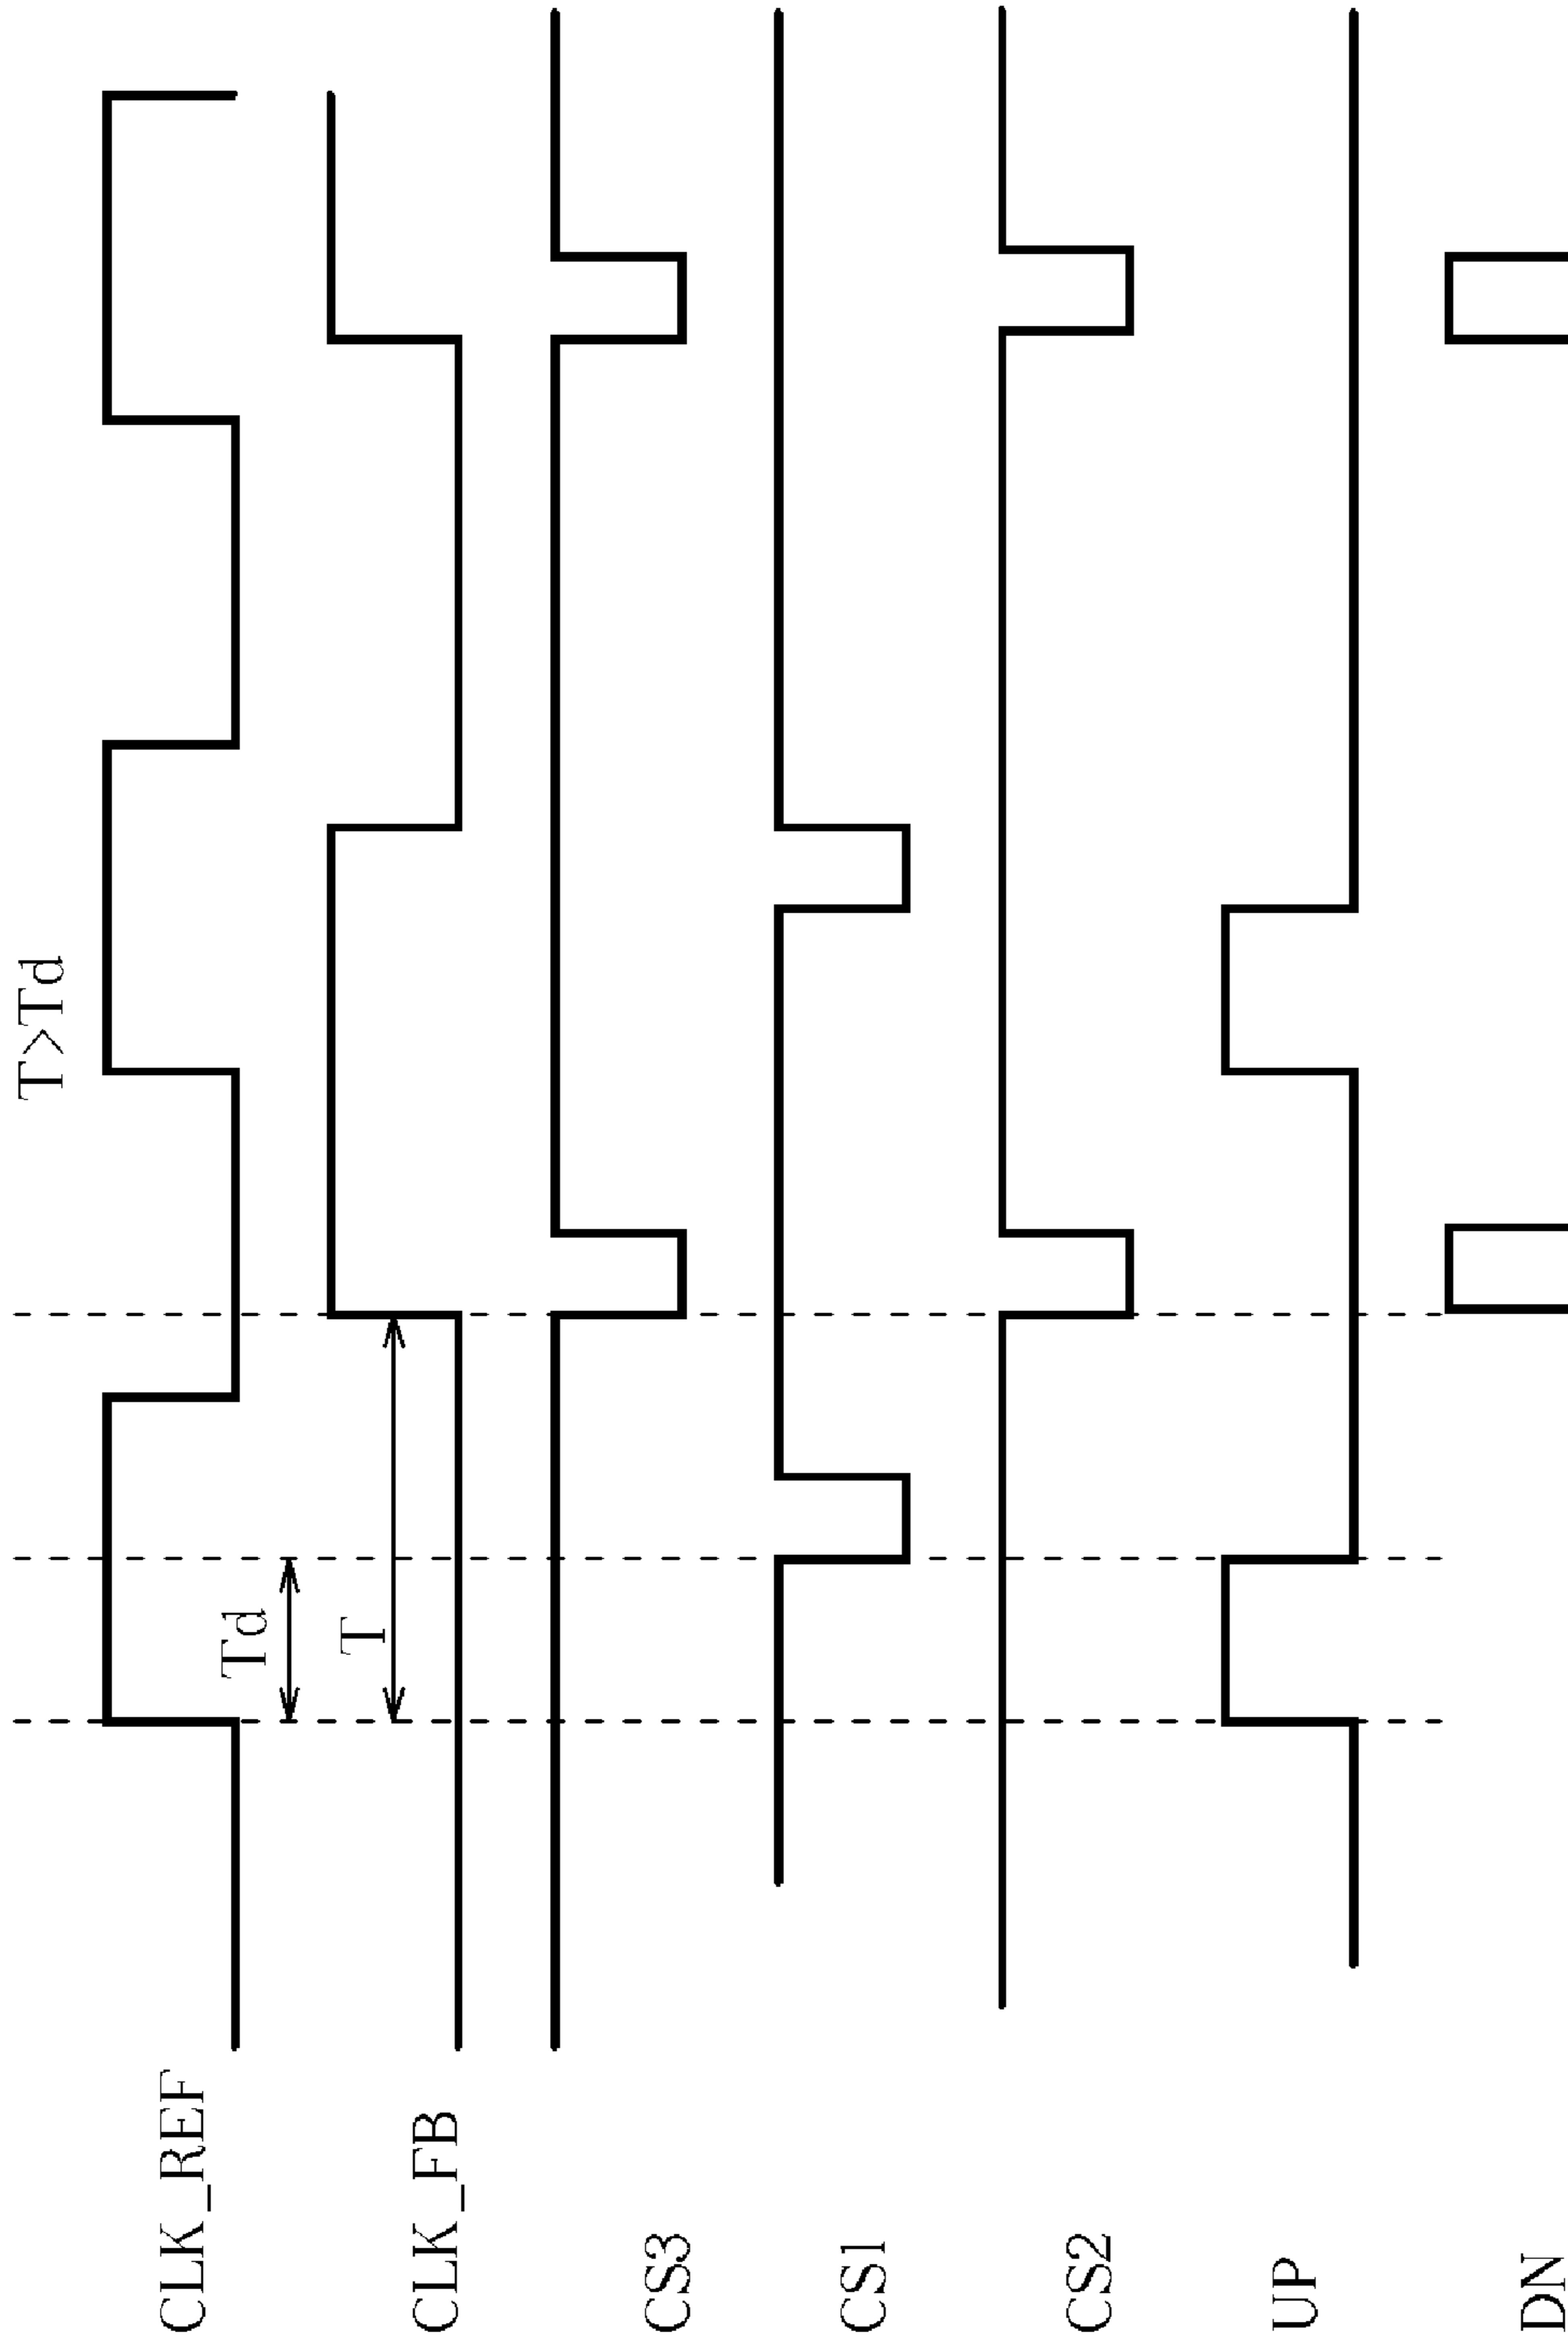 T>Td
CLK_REF
Td
T
CLK_FB
CS3
CS1
CS2
UP
DN